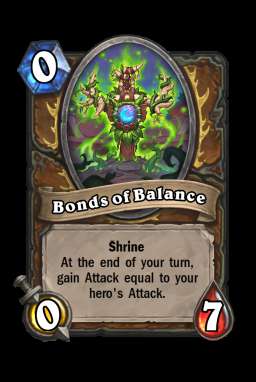 0
Bonds of Balance
Shrine
At the end of your turn,
gain Attack equal to your
hero's Attack.
0
7